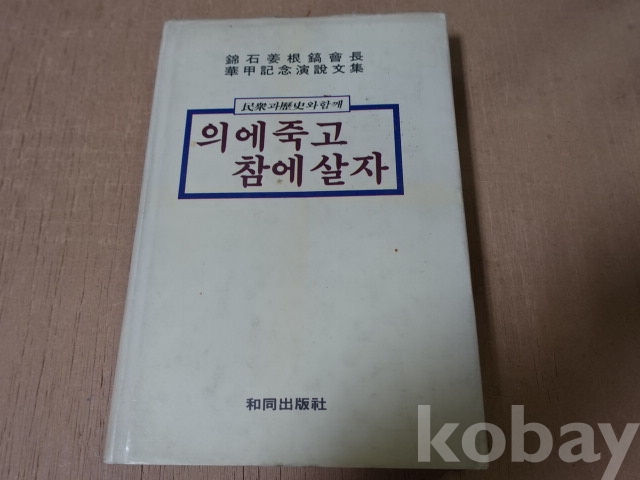 錦石姜根鎬會長
華甲記念演說文集
民衆과歷史와함께
의에죽고
참에살자
和同出版社
kobay